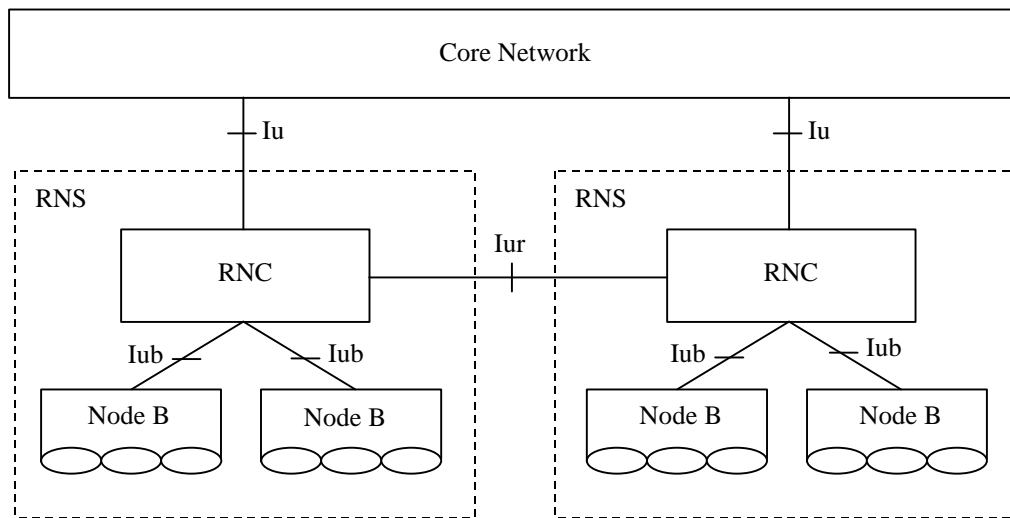 Core Network
Iu
Iu
RNS
RNS
Iur
RNC
RNC
Iub
Iub
Iub
Iub
Node B
Node B
Node B
Node B